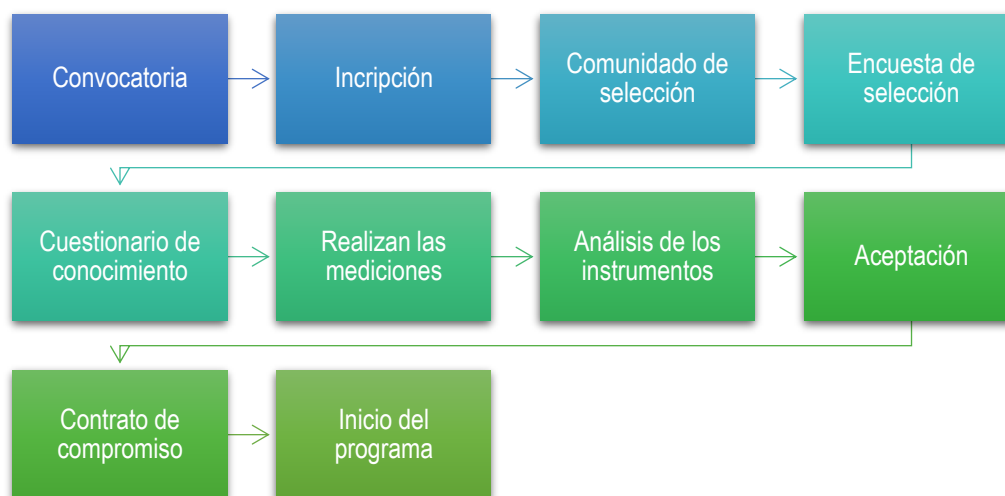 Convocatoria
Incripción
Comunidado de
selección
Encuesta de
selección
Cuestionario de
conocimiento
Realizan las
mediciones
Análisis de los
instrumentos
Aceptación
Contrato de
compromiso
Inicio del
programa